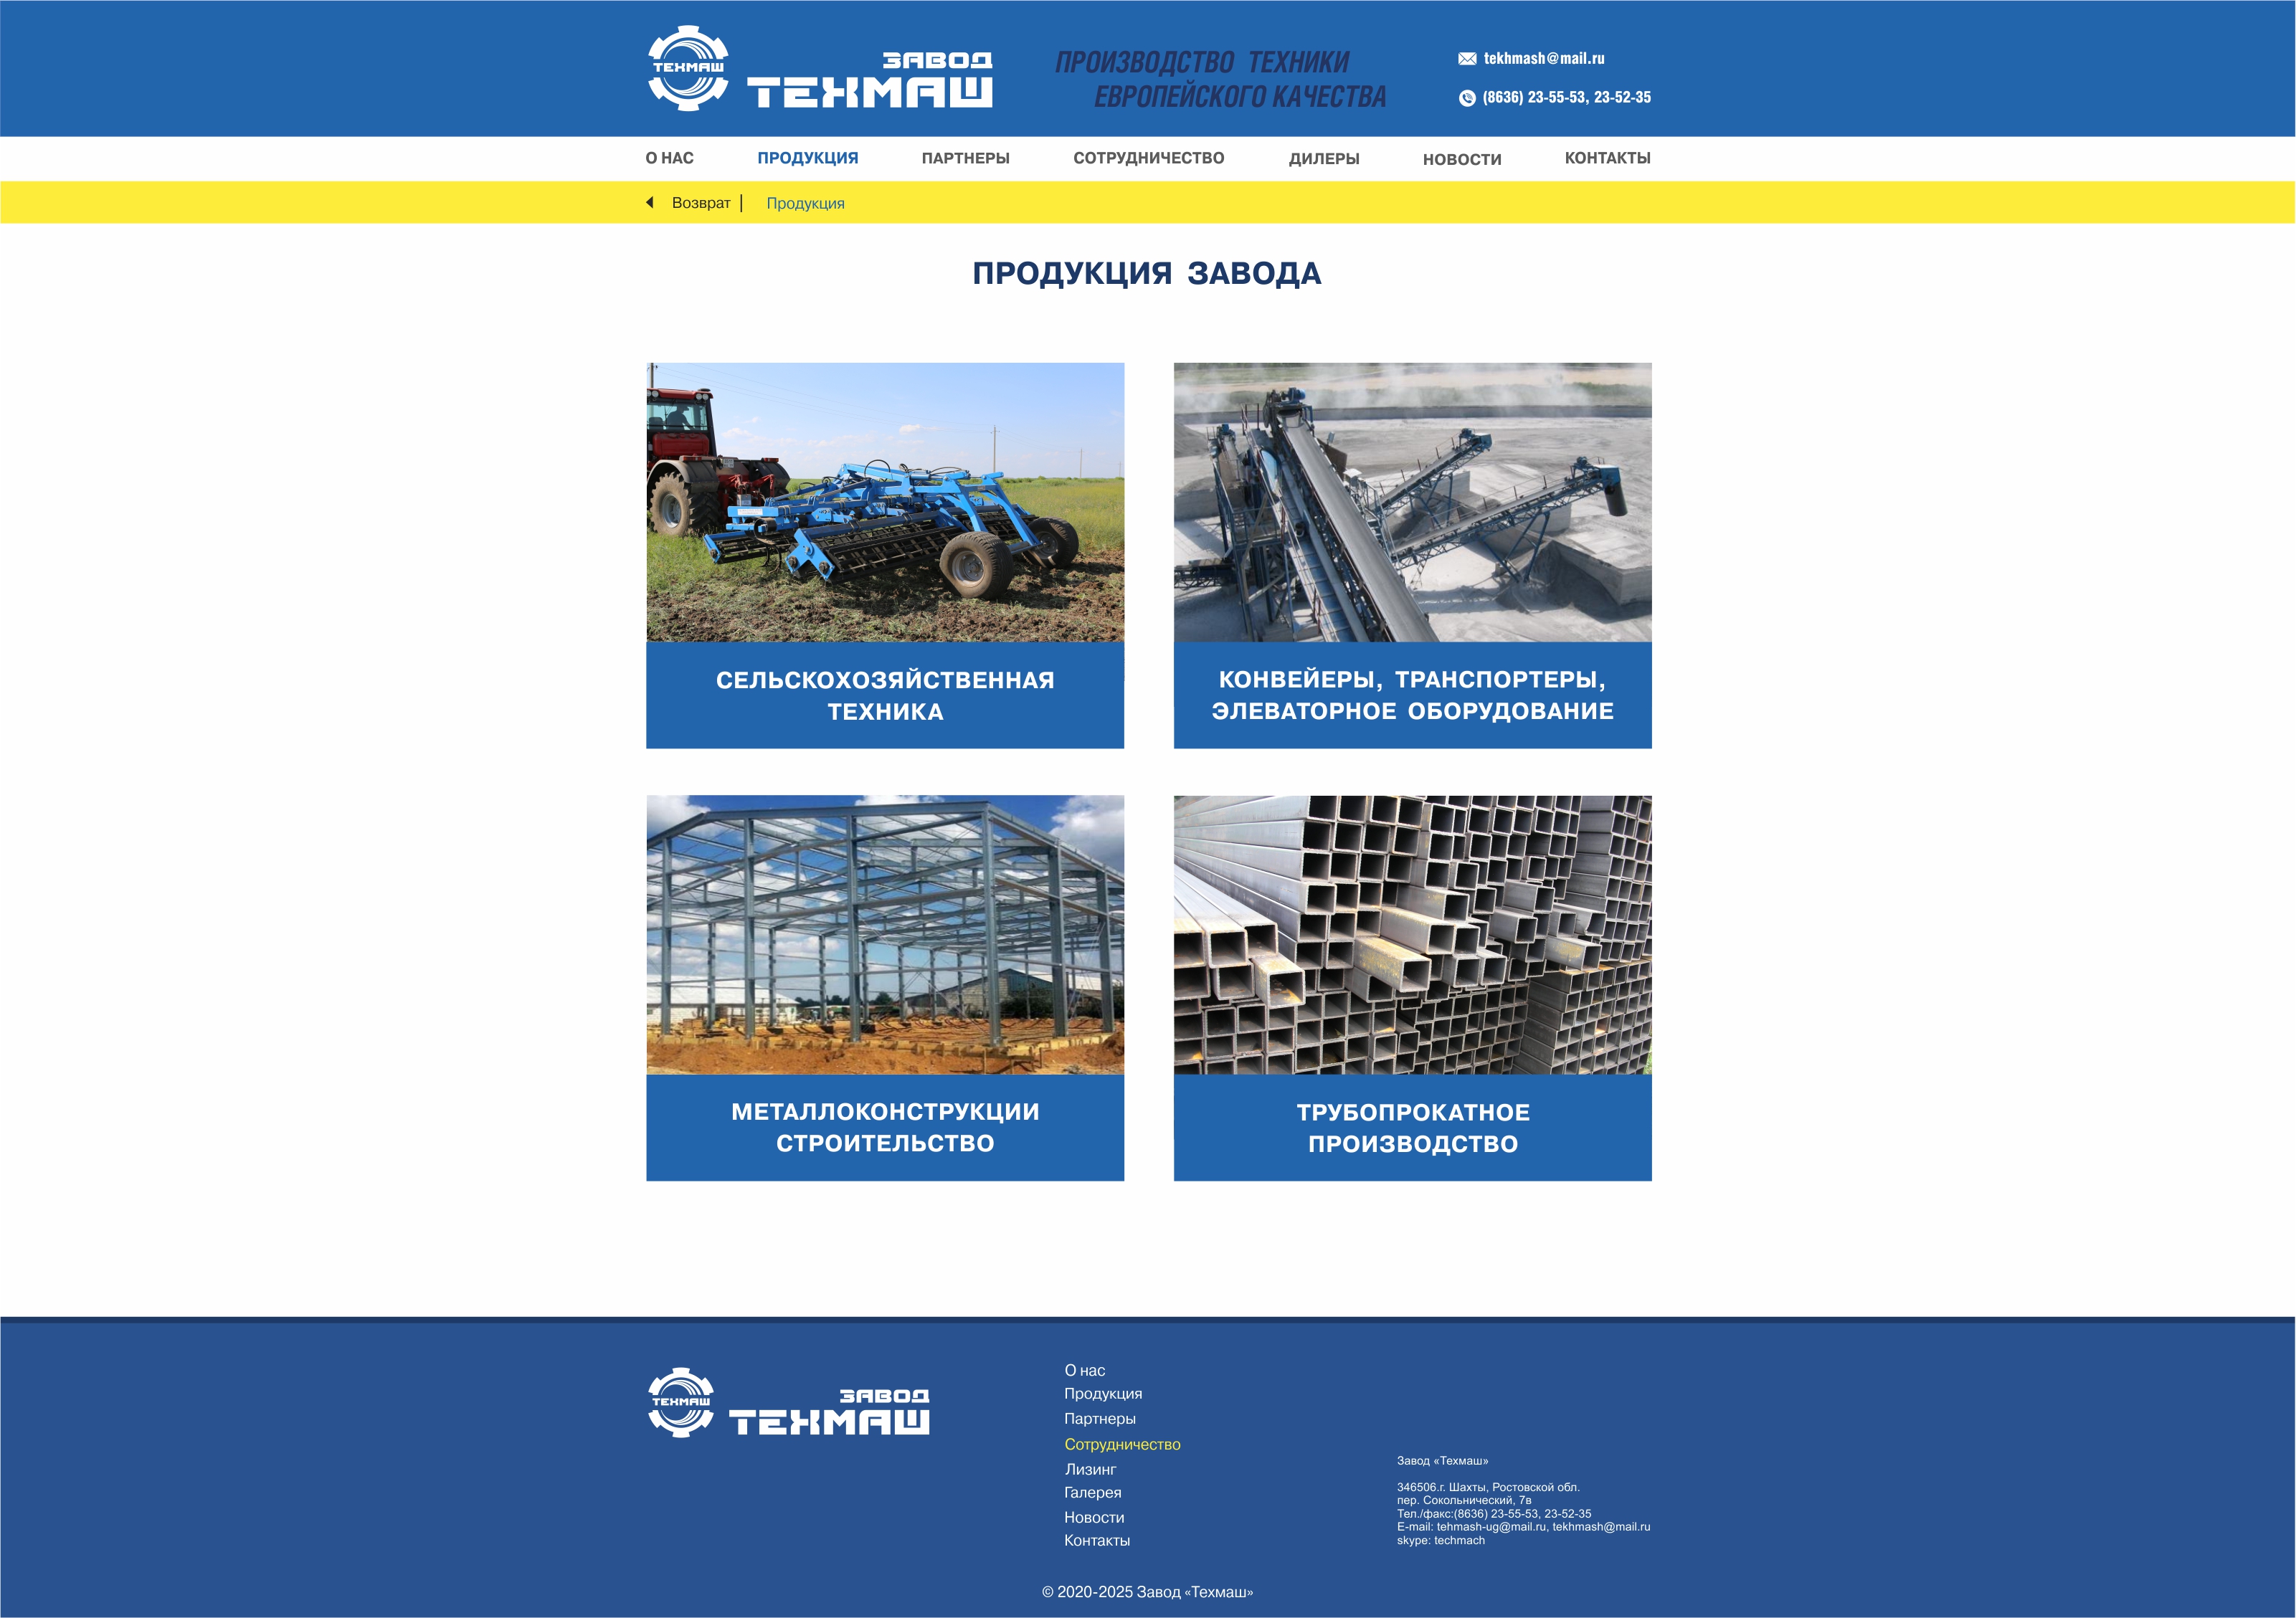 ТЕХМАШ
ЗАВОД
ТЕХМАШ
ПРОИЗВОДСТВО ТЕХНИКИ
ЕВРОПЕЙСКОГО КАЧЕСТВА
tekhmash@mail.ru
(8636) 23-55-53, 23-52-35
О НАС ПРОДУКЦИЯ ПАРТНЕРЫ СОТРУДНИЧЕСТВО ДИЛЕРЫ НОВОСТИ КОНТАКТЫ
Возврат | Продукция
ПРОДУКЦИЯ ЗАВОДА
СЕЛЬСКОХОЗЯЙСТВЕННАЯ
ТЕХНИКА
КОНВЕЙЕРЫ, ТРАНСПОРТЕРЫ,
ЭЛЕВАТОРНОЕ ОБОРУДОВАНИЕ
МЕТАЛЛОКОНСТРУКЦИИ
СТРОИТЕЛЬСТВО
ТРУБОПРОКАТНОЕ
ПРОИЗВОДСТВО
ТЕХМАШ
ЗАВОД
ТЕХМАШ
О нас
Продукция
Партнеры
Сотрудничество
Лизинг
Галерея
Новости
Контакты
Завод «Техмаш»
346506.г. Шахты, Ростовской обл.
пер. Сокольнический, 7в
Тел./факс:(8636) 23-55-53, 23-52-35
E-mail: tehmash-ug@mail.ru, tekhmash@mail.ru
skype: techmach
© 2020-2025 Завод «Техмаш»